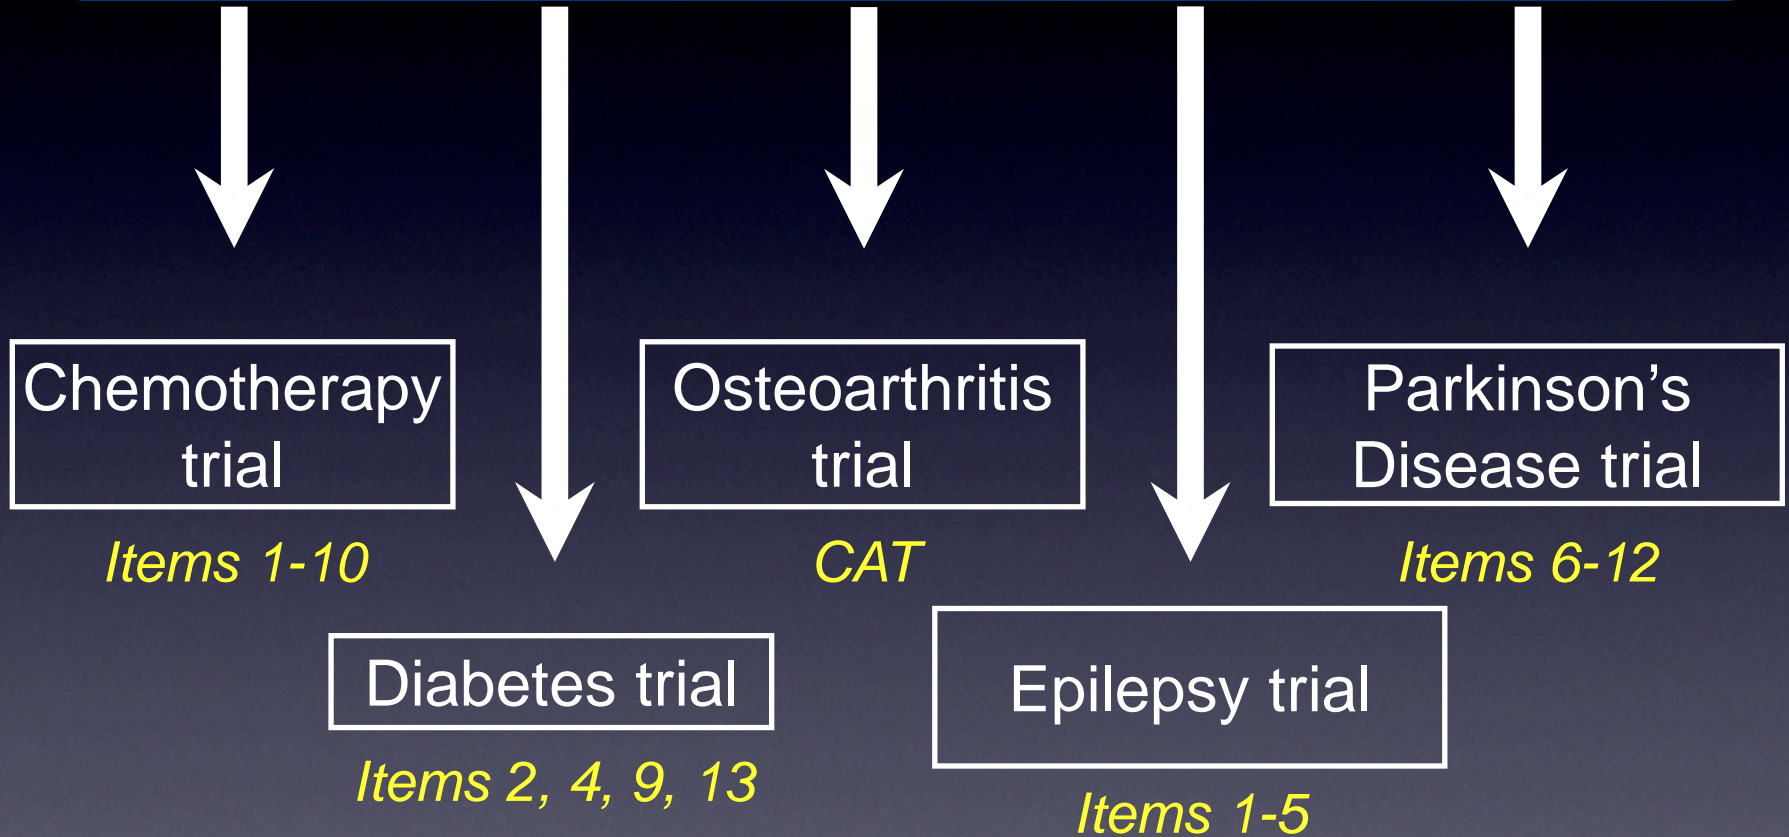 Chemotherapy
trial
Items 1-10
Osteoarthritis
trial
CAT
Parkinson’s
Disease trial
Items 6-12
Diabetes trial
Items 2, 4, 9, 13
Epilepsy trial
Items 1-5